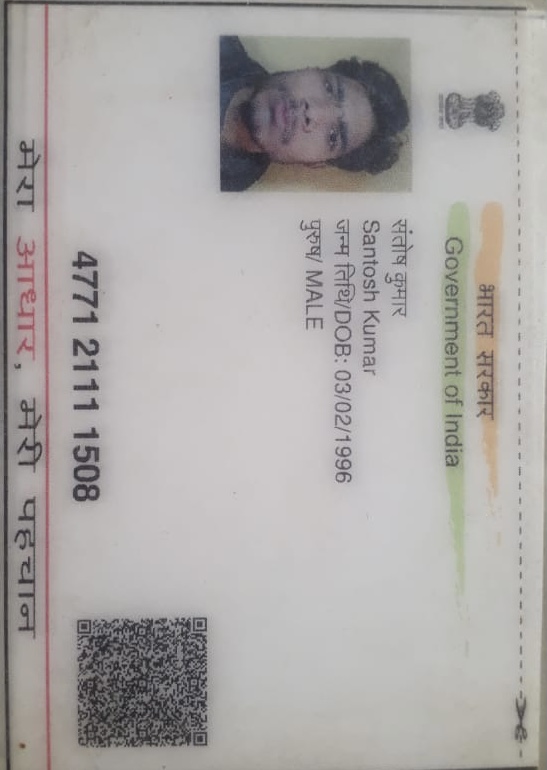 भारत सरकार
Government of India
संतोष कुमार
Santosh Kumar
जन्म तिथि/DOB: 03/02/1996
पुरुष/ MALE
4771 2111 1508
मेरा आधार, मेरी पहचान